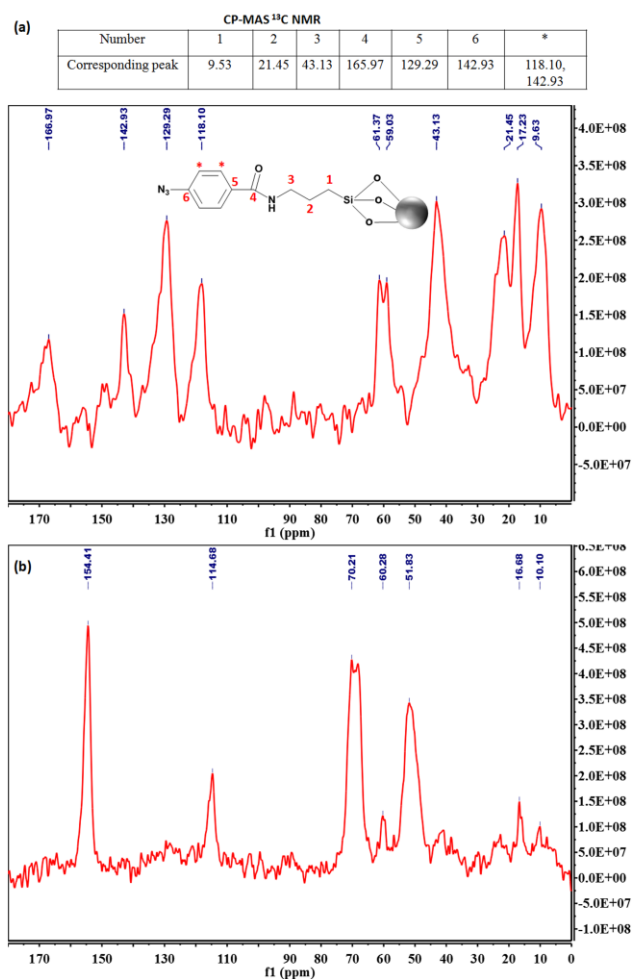 CP-MAS ¹³C NMR
(a)
Number 1 2 3 4 5 6 *
Corresponding peak 9.53 21.45 43.13 165.97 129.29 142.93 118.10, 142.93
166.97 142.93 129.29 118.10 61.37 59.03 43.13 21.45 17.23 9.63
4.0E+08
3.5E+08
3.0E+08
2.5E+08
2.0E+08
1.5E+08
1.0E+08
5.0E+07
0.0E+00
-5.0E+07
* * O 3 1 O
5 4 Si O
N₃ 6 N H 2 O
170 150 130 110 90 80 70 60 50 40 30 20 10
f1 (ppm)
(b)
154.41 114.68 70.21 60.28 51.83 16.68 10.10
6.5E+08
6.0E+08
5.5E+08
5.0E+08
4.5E+08
4.0E+08
3.5E+08
3.0E+08
2.5E+08
2.0E+08
1.5E+08
1.0E+08
5.0E+07
0.0E+00
-5.0E+07
-1.0E+08
170 150 130 110 90 80 70 60 50 40 30 20 10 0
f1 (ppm)